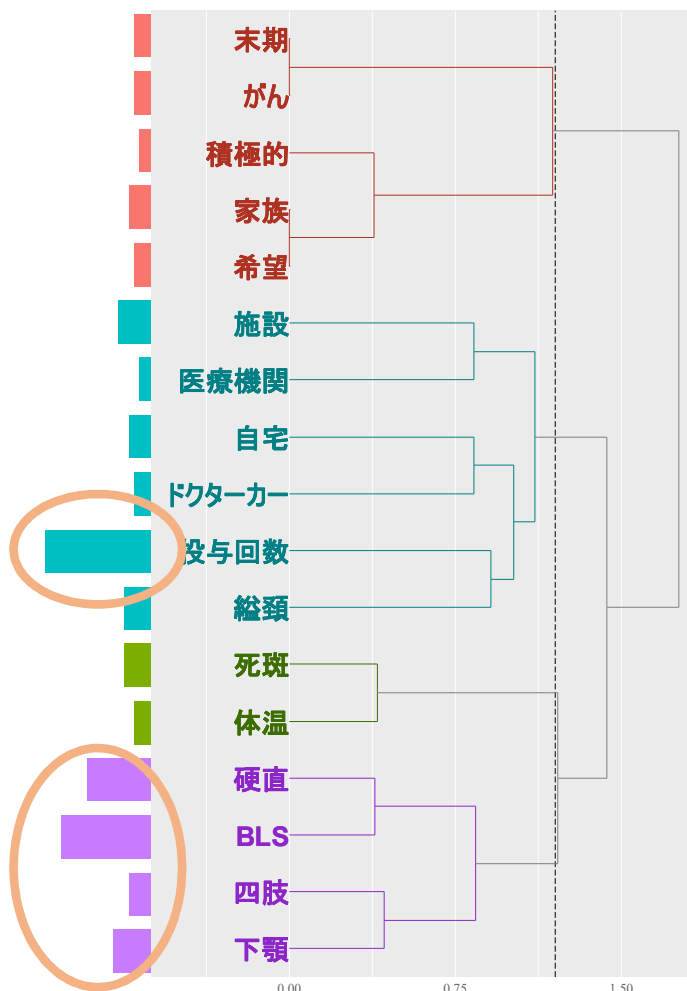 末期
がん
積極的
家族
希望
施設
医療機関
自宅
ドクターカー
投与回数
縊頚
死斑
体温
硬直
BLS
四肢
下顎
0.00 0.75 1.50